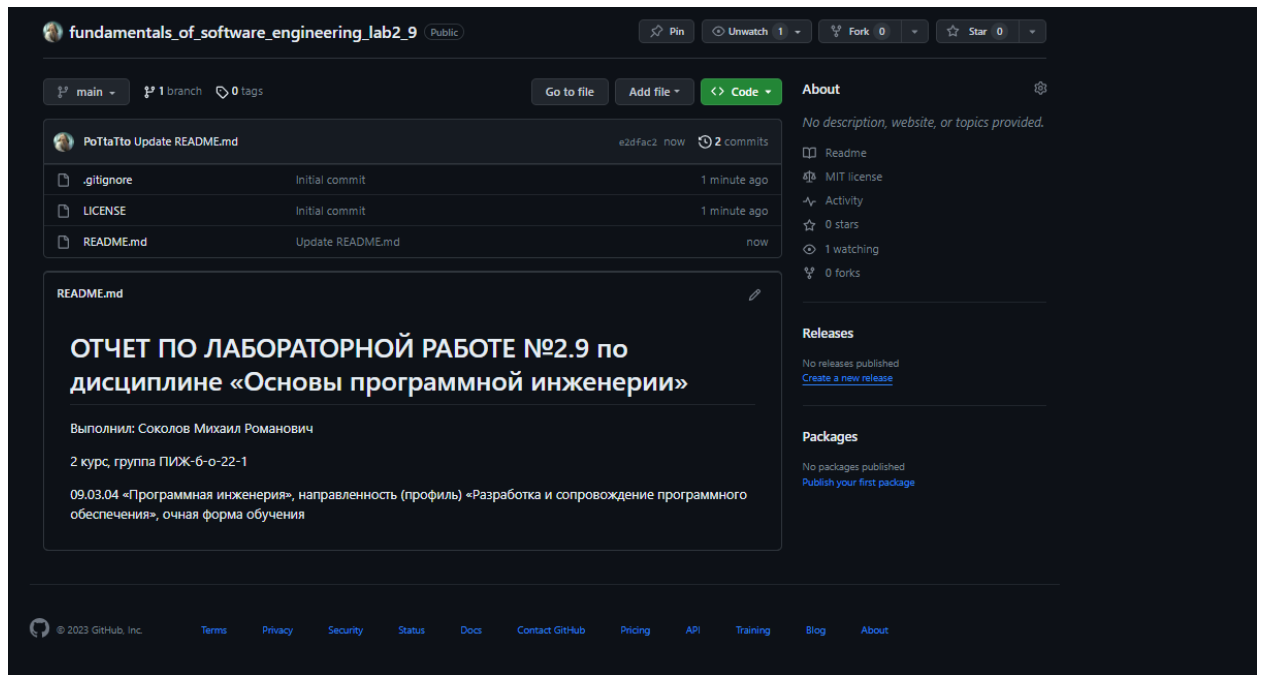 fundamentals_of_software_engineering_lab2_9 Public
Pin Unwatch 1 Fork 0 Star 0
main 1 branch 0 tags Go to file Add file Code
PoTtaTto Update README.md e2dfac2 now 2 commits
.gitignore Initial commit 1 minute ago
LICENSE Initial commit 1 minute ago
README.md Update README.md now
README.md
ОТЧЕТ ПО ЛАБОРАТОРНОЙ РАБОТЕ №2.9 по
дисциплине «Основы программной инженерии»
Выполнил: Соколов Михаил Романович
2 курс, группа ПИЖ-б-о-22-1
09.03.04 «Программная инженерия», направленность (профиль) «Разработка и сопровождение программного
обеспечения», очная форма обучения
About
No description, website, or topics provided.
Readme
MIT license
Activity
0 stars
1 watching
0 forks
Releases
No releases published
Create a new release
Packages
No packages published
Publish your first package
© 2023 GitHub, Inc. Terms Privacy Security Status Docs Contact GitHub Pricing API Training Blog About